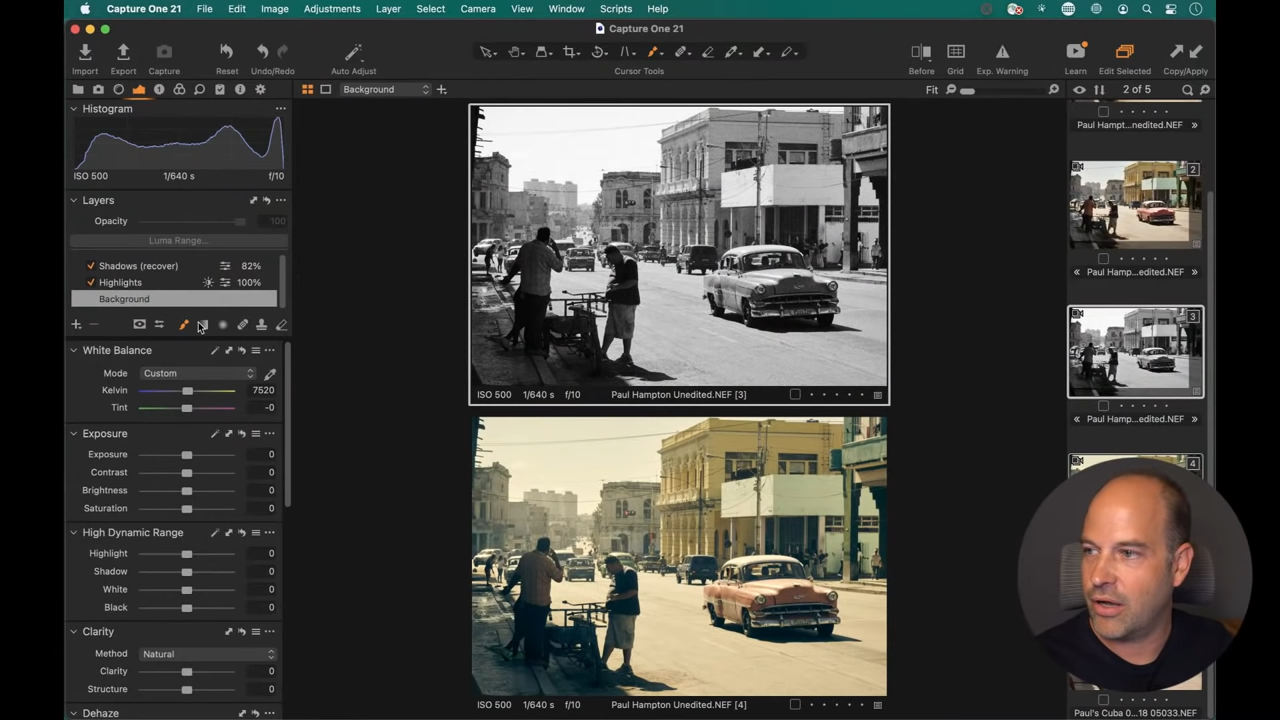 Capture One 21 File Edit Image Adjustments Layer Select Camera View Window Scripts Help
Capture One 21
Import Export Capture Reset Undo/Redo Auto Adjust Cursor Tools Before Grid Exp. Warning Learn Edit Selected Copy/Apply
Background
Fit
2 of 5
Histogram
ISO 500 1/640 s f/10
Layers
Opacity 100
Luma Range...
Shadows (recover) 82%
Highlights 100%
Background
White Balance
Mode Custom
Kelvin 7520
Tint -0
Exposure
Exposure 0
Contrast 0
Brightness 0
Saturation 0
High Dynamic Range
Highlight 0
Shadow 0
White 0
Black 0
Clarity
Method Natural
Clarity 0
Structure 0
Dehaze
ISO 500 1/640 s f/10 Paul Hampton Unedited.NEF [3]
ISO 500 1/640 s f/10 Paul Hampton Unedited.NEF [4]
Paul Hampt...nedited.NEF
2
Paul Hamp...edited.NEF
3
Paul Hamp...edited.NEF
4
Paul's Cuba 0...18 05033.NEF